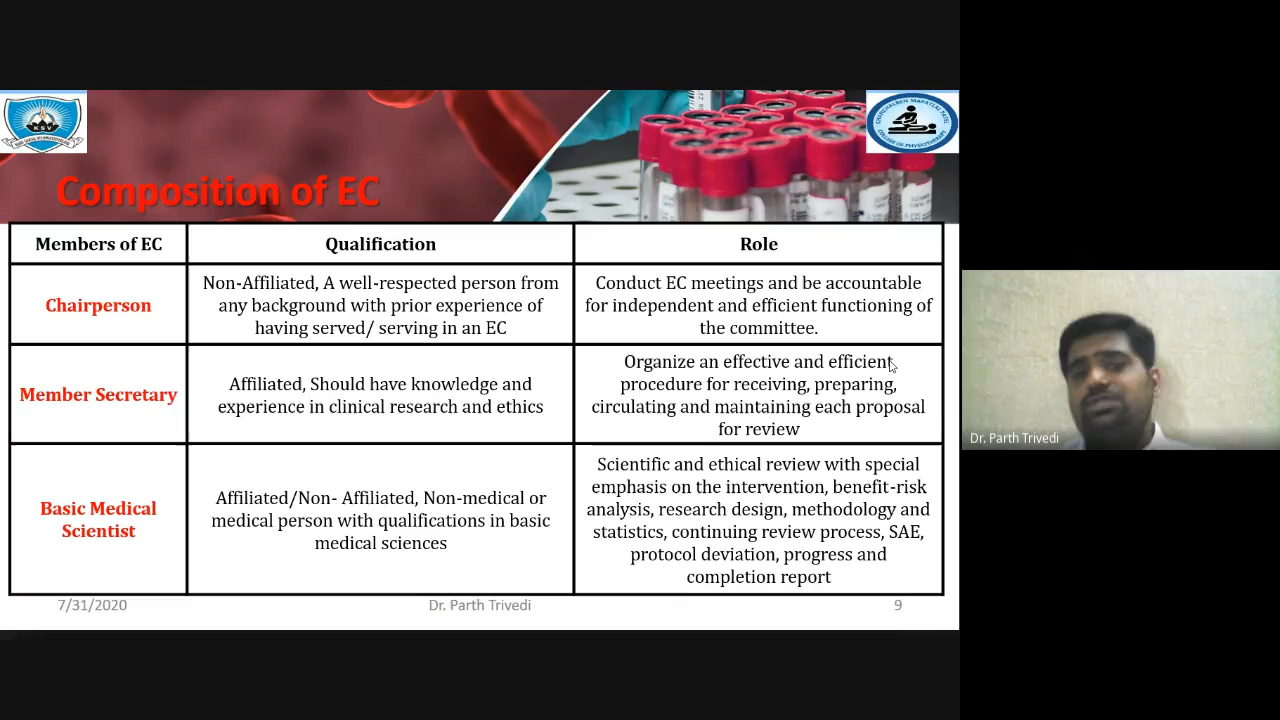 KSV
Composition of EC
Members of EC
Qualification
Role
Chairperson
Non-Affiliated, A well-respected person from
any background with prior experience of
having served/ serving in an EC
Conduct EC meetings and be accountable
for independent and efficient functioning of
the committee.
Member Secretary
Affiliated, Should have knowledge and
experience in clinical research and ethics
Organize an effective and efficient
procedure for receiving, preparing,
circulating and maintaining each proposal
for review
Basic Medical
Scientist
Affiliated/Non- Affiliated, Non-medical or
medical person with qualifications in basic
medical sciences
Scientific and ethical review with special
emphasis on the intervention, benefit-risk
analysis, research design, methodology and
statistics, continuing review process, SAE,
protocol deviation, progress and
completion report
7/31/2020
Dr. Parth Trivedi
9
Dr. Parth Trivedi